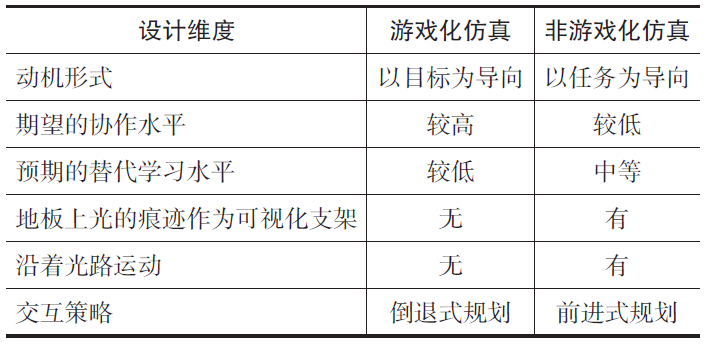 设计维度 游戏化仿真 非游戏化仿真
动机形式 以目标为导向 以任务为导向
期望的协作水平 较高 较低
预期的替代学习水平 较低 中等
地板上光的痕迹作为可视化支架 无 有
沿着光路运动 无 有
交互策略 倒退式规划 前进式规划